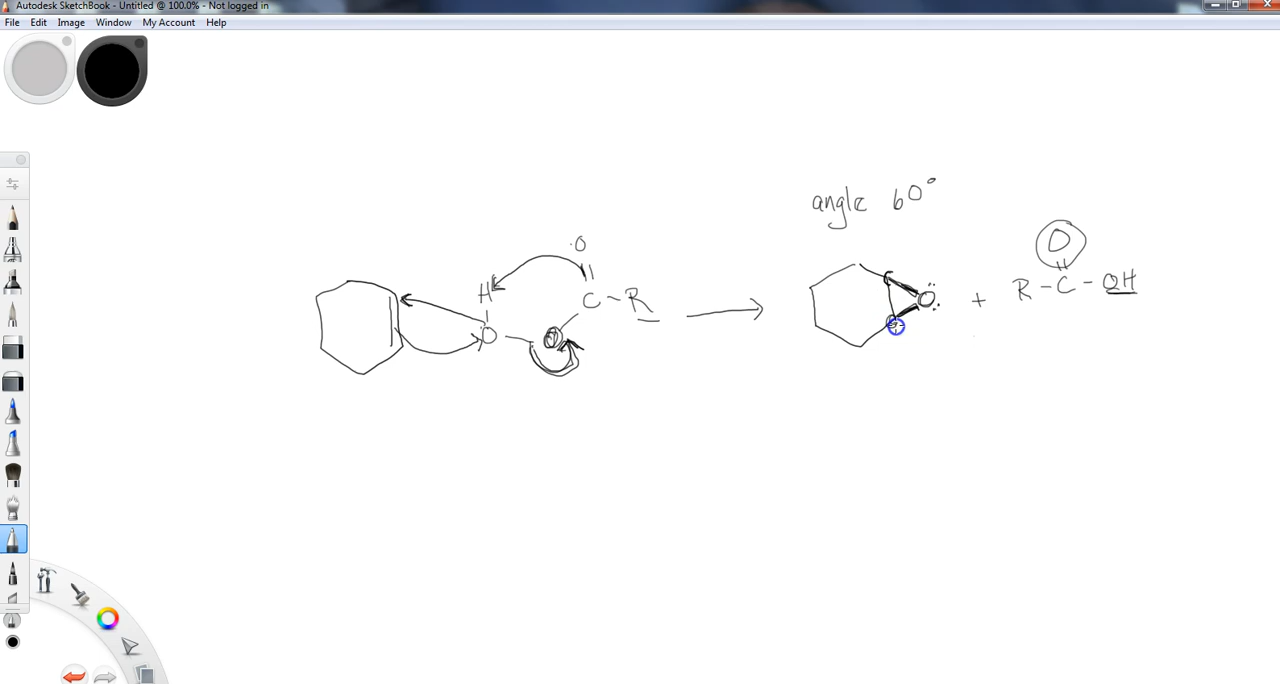 Autodesk SketchBook - Untitled @ 100.0% - Not logged in
File Edit Image Window My Account Help
angle 60°
O
H
C-R
O
O
O
+
O
R-C-OH